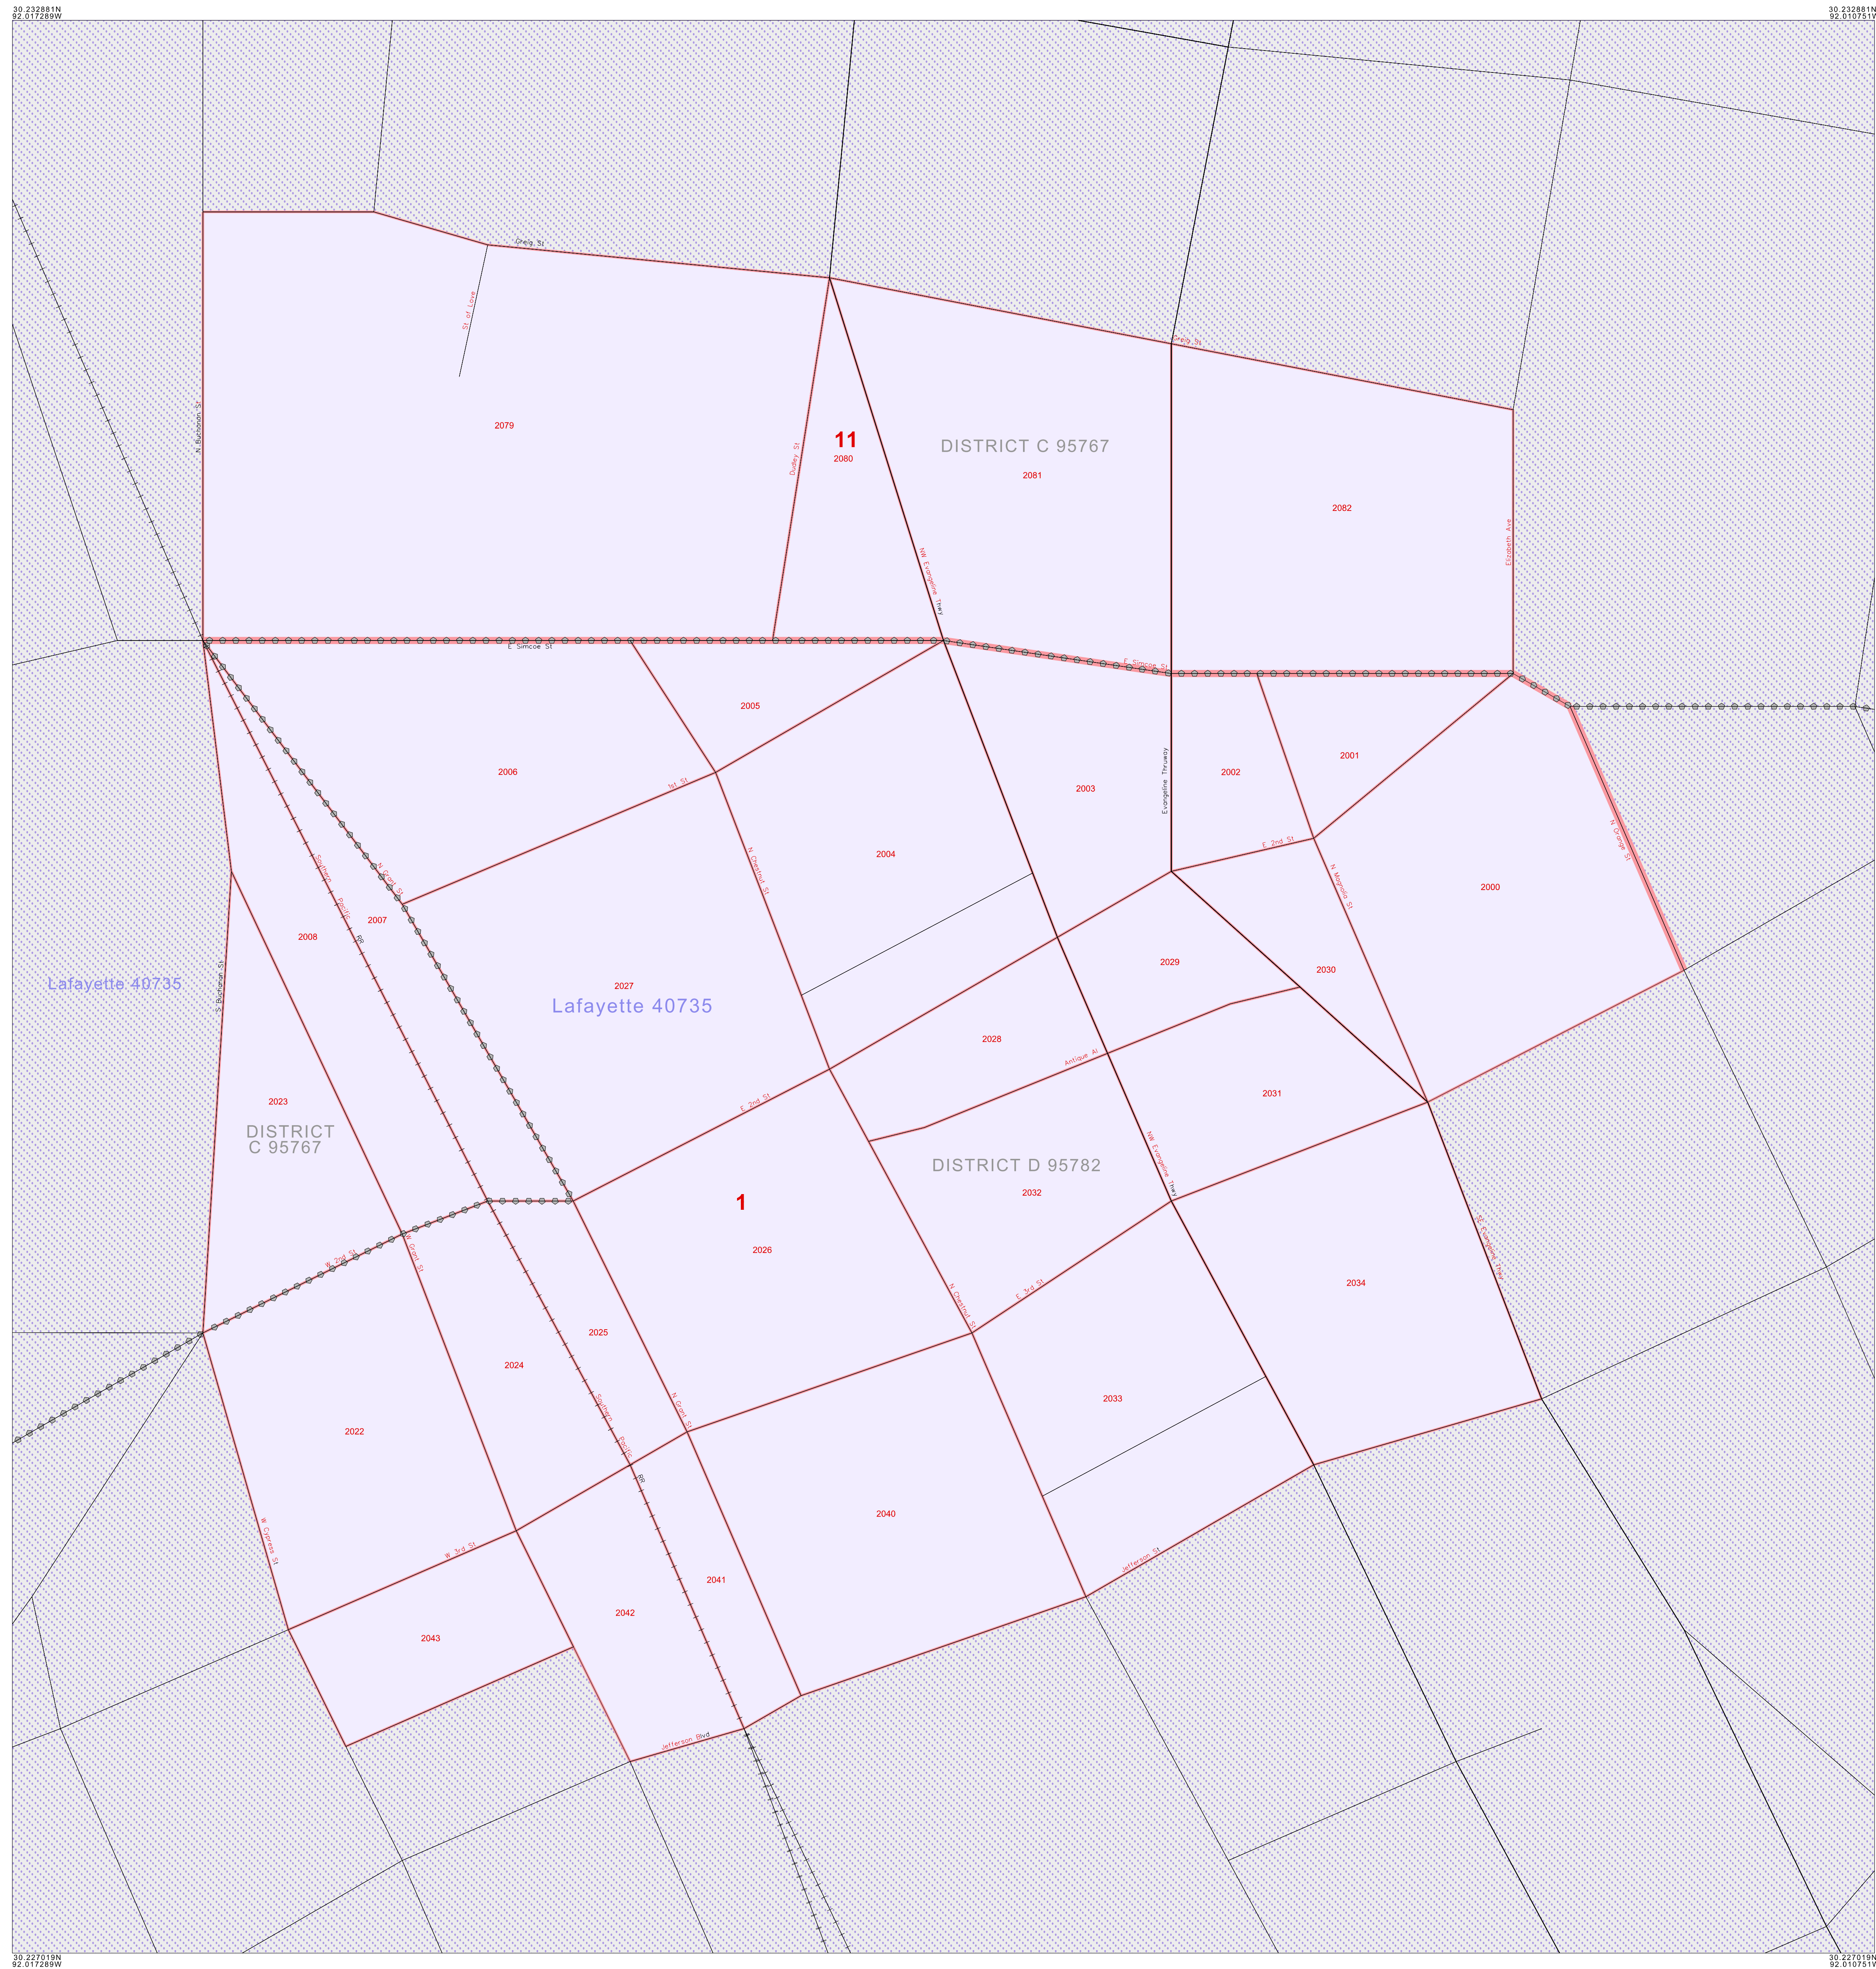 30.232881N
92.017289W
30.232881N
92.010751W
Greig St
St of Love
Greig St
N Buchanan St
2079
Dudley St
11
2080
DISTRICT C 95767
2081
2082
Elizabeth Ave
NW Evangeline Thwy
E Simcoe St
E Simcoe St
2005
2006
1st St
2003
Evangeline Thruway
2002
2001
E 2nd St
N Orange St
N Magnolia St
2000
N Chestnut St
2004
Southern
Pacific
RR
N Grant St
2007
2008
2029
2030
Lafayette 40735
S Buchanan St
2027
Lafayette 40735
2028
Antique Al
2031
E 2nd St
2023
DISTRICT
C 95767
DISTRICT D 95782
NW Evangeline Thwy
2032
1
2026
SE Evangeline Thwy
W 2nd St
W Grant St
N Chestnut St
E 3rd St
2034
2025
2024
2033
N Grant St
Southern
Pacific
RR
2022
W Cypress St
W 3rd St
2040
Jefferson St
2041
2042
2043
Jefferson Blvd
30.227019N
92.017289W
30.227019N
92.010751W